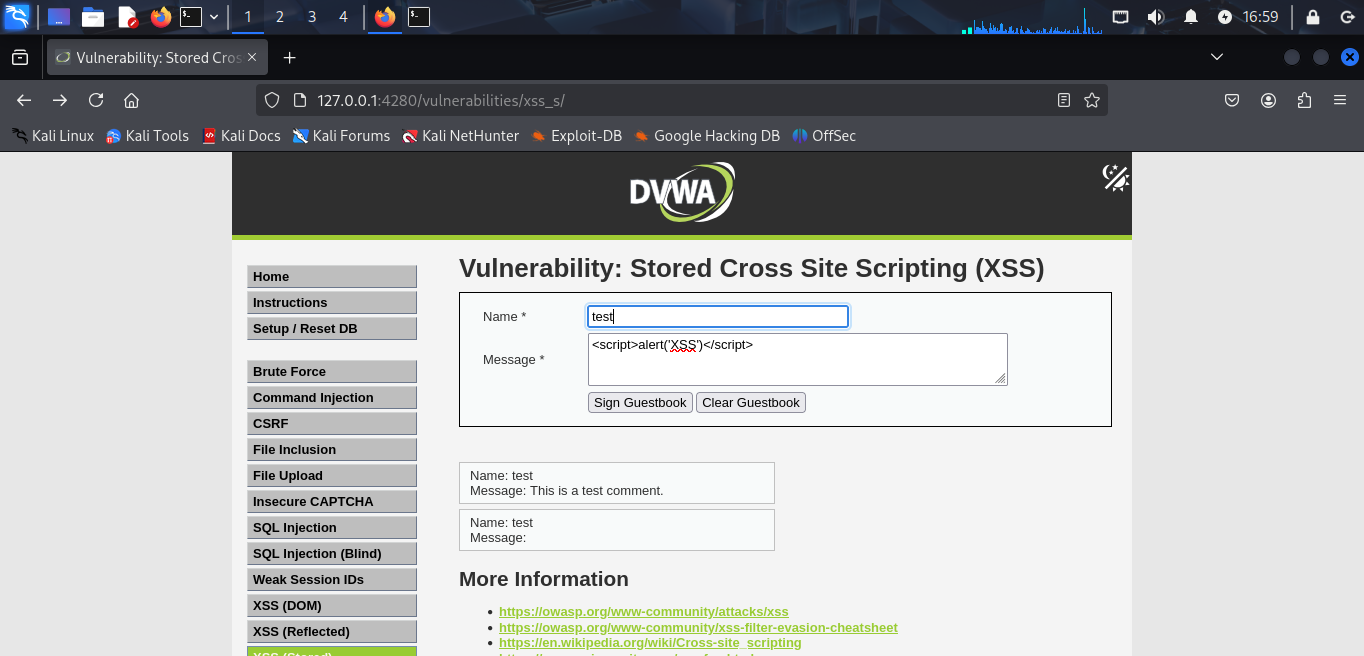 1 2 3 4 16:59
Vulnerability: Stored Cros
127.0.0.1:4280/vulnerabilities/xss_s/
Kali Linux Kali Tools Kali Docs Kali Forums Kali NetHunter Exploit-DB Google Hacking DB OffSec
DVWA
Home
Instructions
Setup / Reset DB
Brute Force
Command Injection
CSRF
File Inclusion
File Upload
Insecure CAPTCHA
SQL Injection
SQL Injection (Blind)
Weak Session IDs
XSS (DOM)
XSS (Reflected)
XSS (Stored)
Vulnerability: Stored Cross Site Scripting (XSS)
Name * test
Message * <script>alert('XSS')</script>
Sign Guestbook Clear Guestbook
Name: test
Message: This is a test comment.
Name: test
Message:
More Information
https://owasp.org/www-community/attacks/xss
https://owasp.org/www-community/xss-filter-evasion-cheatsheet
https://en.wikipedia.org/wiki/Cross-site_scripting